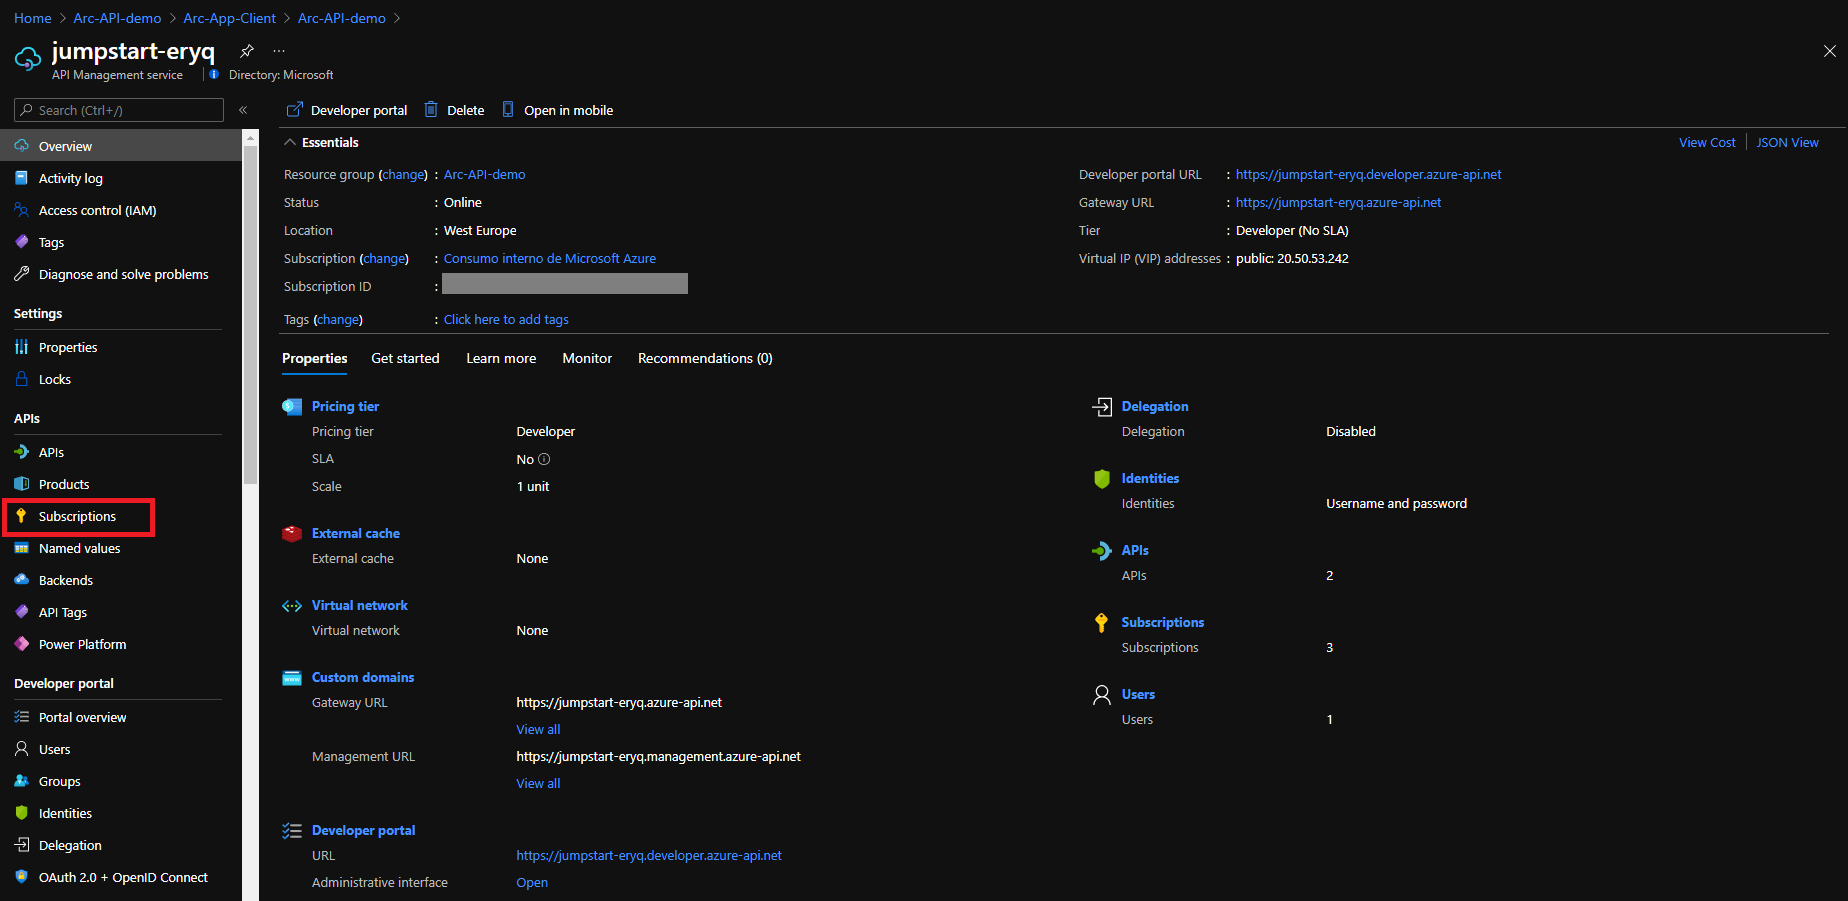 Home > Arc-API-demo > Arc-App-Client > Arc-API-demo >
jumpstart-eryq ...
API Management service | Directory: Microsoft
Search (Ctrl+/) «
Developer portal Delete Open in mobile
Overview
Activity log
Access control (IAM)
Tags
Diagnose and solve problems
Settings
Properties
Locks
APIs
APIs
Products
Subscriptions
Named values
Backends
API Tags
Power Platform
Developer portal
Portal overview
Users
Groups
Identities
Delegation
OAuth 2.0 + OpenID Connect
Essentials
View Cost | JSON View
Resource group (change) : Arc-API-demo
Status : Online
Location : West Europe
Subscription (change) : Consumo interno de Microsoft Azure
Subscription ID :
Tags (change) : Click here to add tags
Developer portal URL : https://jumpstart-eryq.developer.azure-api.net
Gateway URL : https://jumpstart-eryq.azure-api.net
Tier : Developer (No SLA)
Virtual IP (VIP) addresses : public: 20.50.53.242
Properties Get started Learn more Monitor Recommendations (0)
Pricing tier
Pricing tier Developer
SLA No
Scale 1 unit
External cache
External cache None
Virtual network
Virtual network None
Custom domains
Gateway URL https://jumpstart-eryq.azure-api.net
View all
Management URL https://jumpstart-eryq.management.azure-api.net
View all
Developer portal
URL https://jumpstart-eryq.developer.azure-api.net
Administrative interface Open
Delegation
Delegation Disabled
Identities
Identities Username and password
APIs
APIs 2
Subscriptions
Subscriptions 3
Users
Users 1